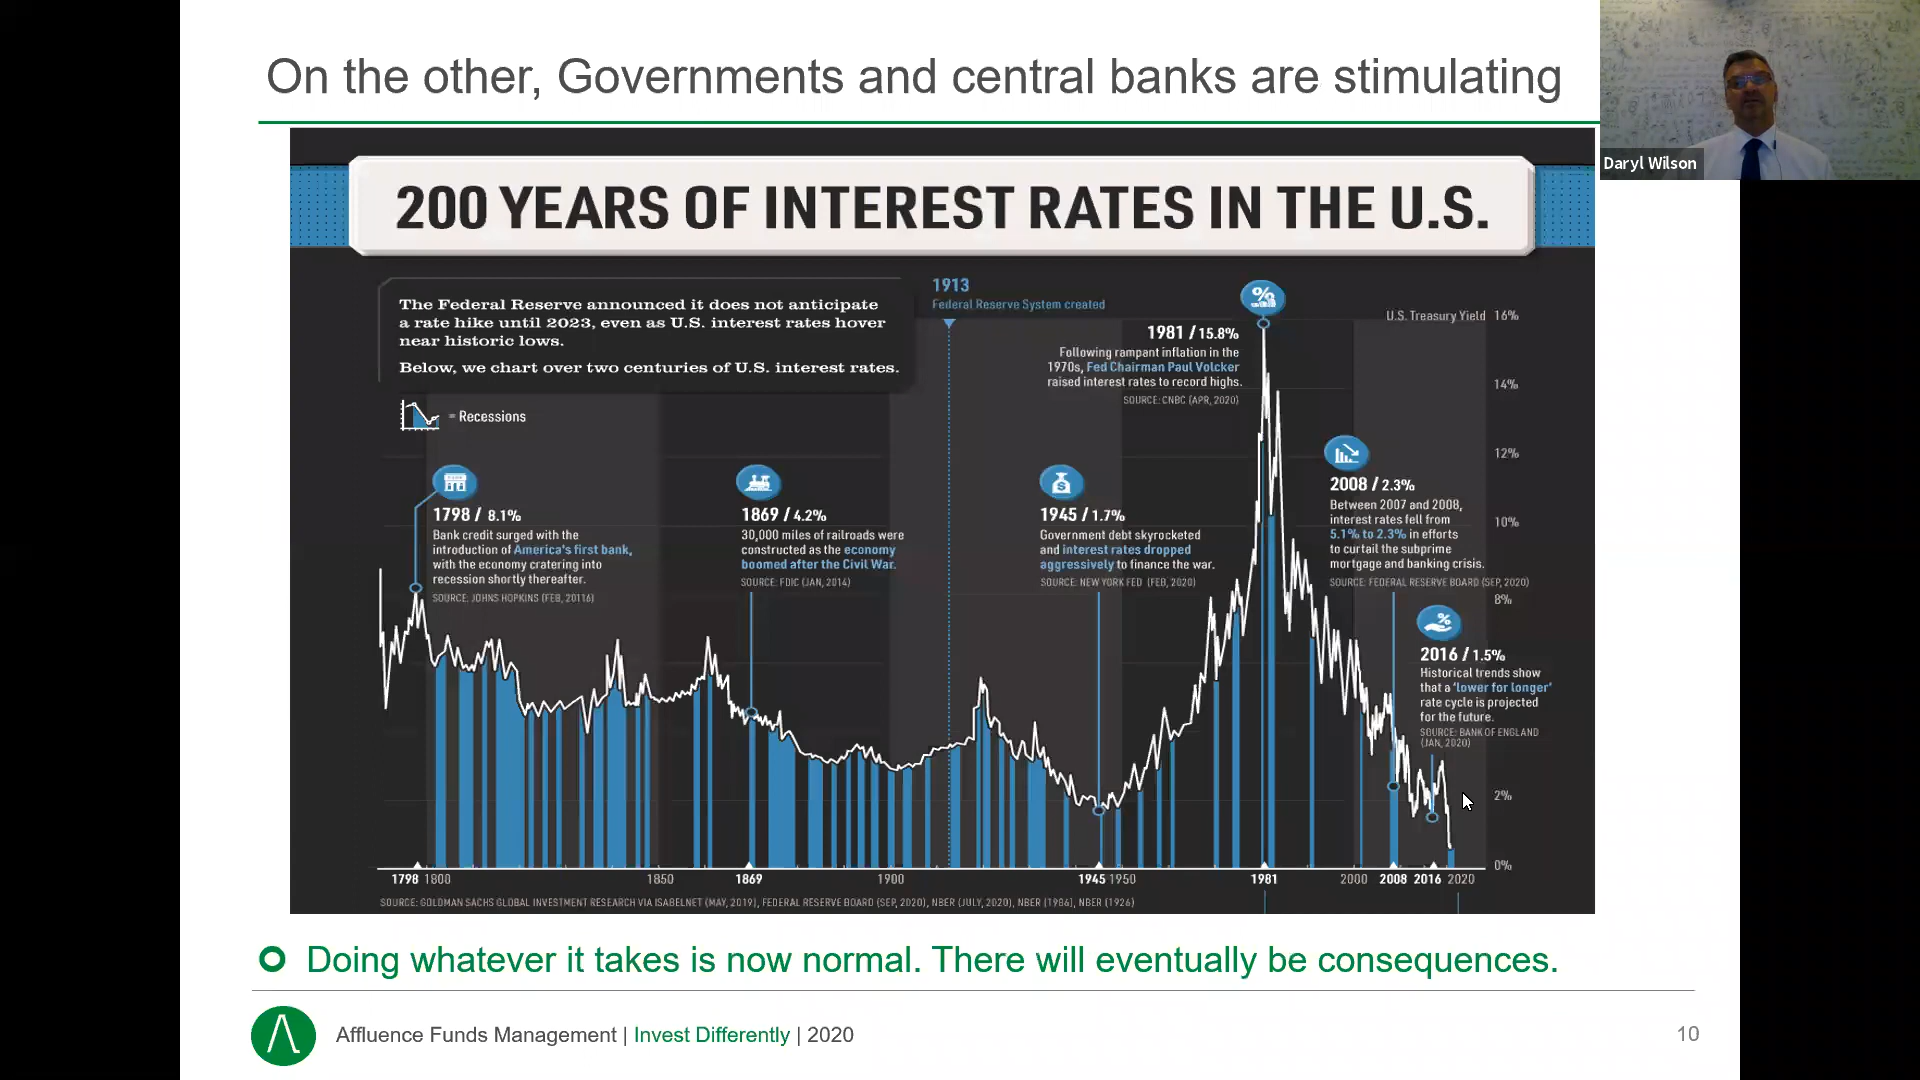 On the other, Governments and central banks are stimulating
Daryl Wilson
200 YEARS OF INTEREST RATES IN THE U.S.
The Federal Reserve announced it does not anticipate
a rate hike until 2023, even as U.S. interest rates hover
near historic lows.
Below, we chart over two centuries of U.S. interest rates.
= Recessions
1913
Federal Reserve System created
1981 / 15.8%
Following rampant inflation in the
1970s, Fed Chairman Paul Volcker
raised interest rates to record highs.
SOURCE: CNBC (APR, 2020)
U.S. Treasury Yield 16%
14%
12%
10%
8%
2%
0%
1798 / 8.1%
Bank credit surged with the
introduction of America's first bank,
with the economy cratering into
recession shortly thereafter.
SOURCE: JOHNS HOPKINS (FEB, 20116)
1869 / 4.2%
30,000 miles of railroads were
constructed as the economy
boomed after the Civil War.
SOURCE: FDIC (JAN, 2014)
1945 / 1.7%
Government debt skyrocketed
and interest rates dropped
aggressively to finance the war.
SOURCE: NEW YORK FED (FEB, 2020)
2008 / 2.3%
Between 2007 and 2008,
interest rates fell from
5.1% to 2.3% in efforts
to curtail the subprime
mortgage and banking crisis.
SOURCE: FEDERAL RESERVE BOARD (SEP, 2020)
2016 / 1.5%
Historical trends show
that a 'lower for longer'
rate cycle is projected
for the future.
SOURCE: BANK OF ENGLAND
(JAN, 2020)
1798 1800 1850 1869 1900 1945 1950 1981 2000 2008 2016 2020
SOURCE: GOLDMAN SACHS GLOBAL INVESTMENT RESEARCH VIA ISABELNET (MAY, 2019), FEDERAL RESERVE BOARD (SEP, 2020), NBER (JULY, 2020), NBER (1986), NBER (1926)
Doing whatever it takes is now normal. There will eventually be consequences.
Affluence Funds Management | Invest Differently | 2020
10